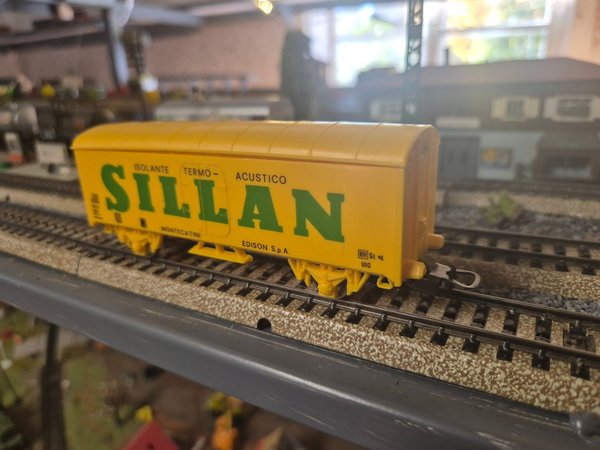 ISOLANTE TERMO- ACUSTICO
SILLAN
MONTECATINI EDISON S.p.A.